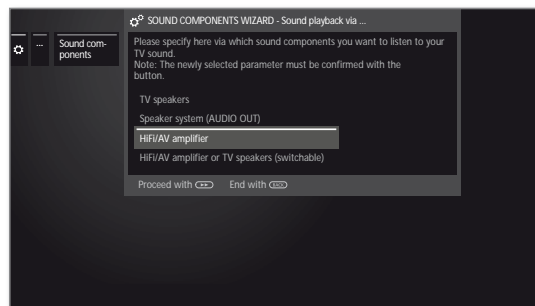 SOUND COMPONENTS WIZARD - Sound playback via ...
...
Sound com-
ponents
Please specify here via which sound components you want to listen to your
TV sound.
Note: The newly selected parameter must be confirmed with the
button.
TV speakers
Speaker system (AUDIO OUT)
HiFi/AV amplifier
HiFi/AV amplifier or TV speakers (switchable)
Proceed with End with BACK